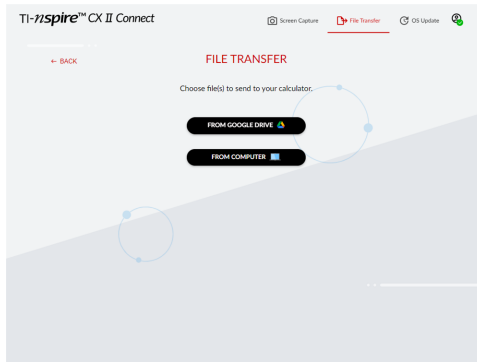 TI-nspire™ CX II Connect
Screen Capture
File Transfer
OS Update
← BACK
FILE TRANSFER
Choose file(s) to send to your calculator.
FROM GOOGLE DRIVE
FROM COMPUTER